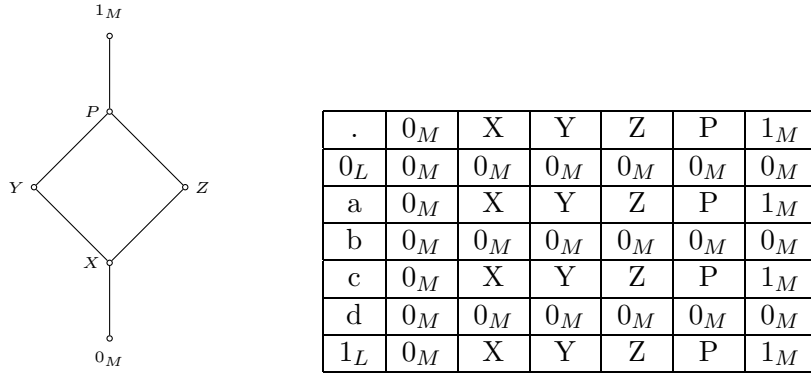 1_M
P
Y Z
X
0_M
. 0_M X Y Z P 1_M
0_L 0_M 0_M 0_M 0_M 0_M 0_M
a 0_M X Y Z P 1_M
b 0_M 0_M 0_M 0_M 0_M 0_M
c 0_M X Y Z P 1_M
d 0_M 0_M 0_M 0_M 0_M 0_M
1_L 0_M X Y Z P 1_M